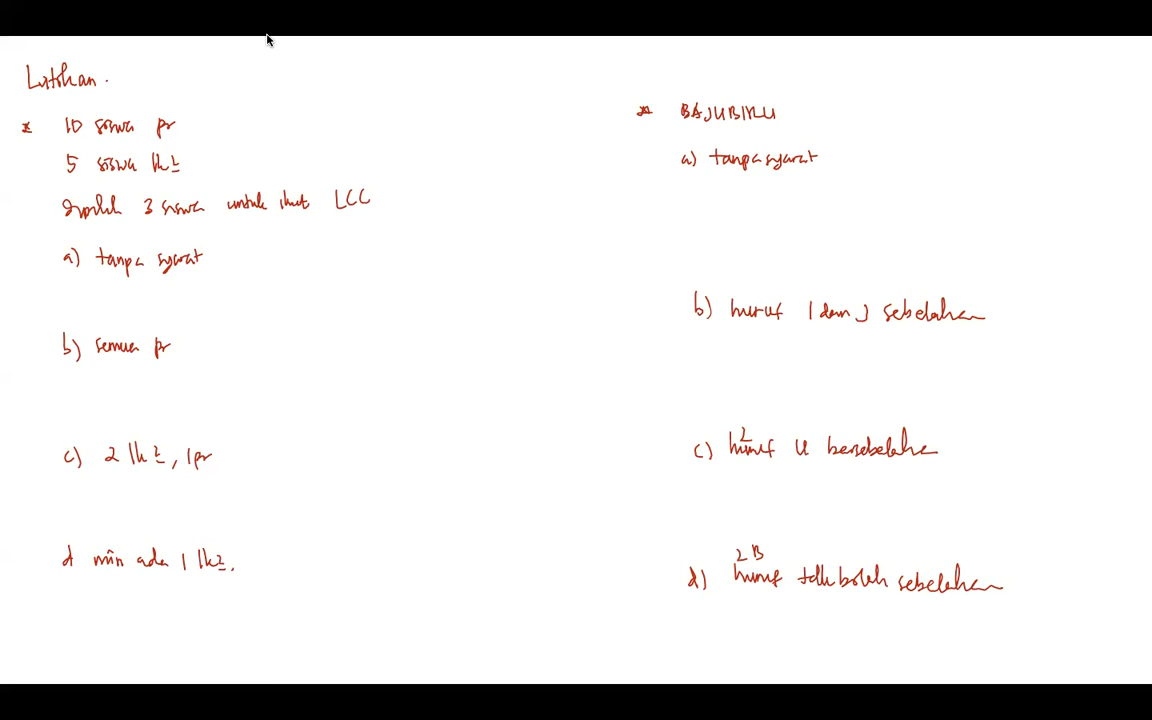 Latihan.
* 10 siswa pr
5 siswa lk2
dipilih 3 siswa untuk ikut LCC
a) tanpa syarat
b) semua pr
c) 2 lk2, 1 pr
d min ada 1 lk2.
* BAJUBIRU
a) tanpa syarat
b) huruf I dan J sebelahan
c) 2 huruf U bersebelaha
d) 2 B huruf tdk boleh sebelahan